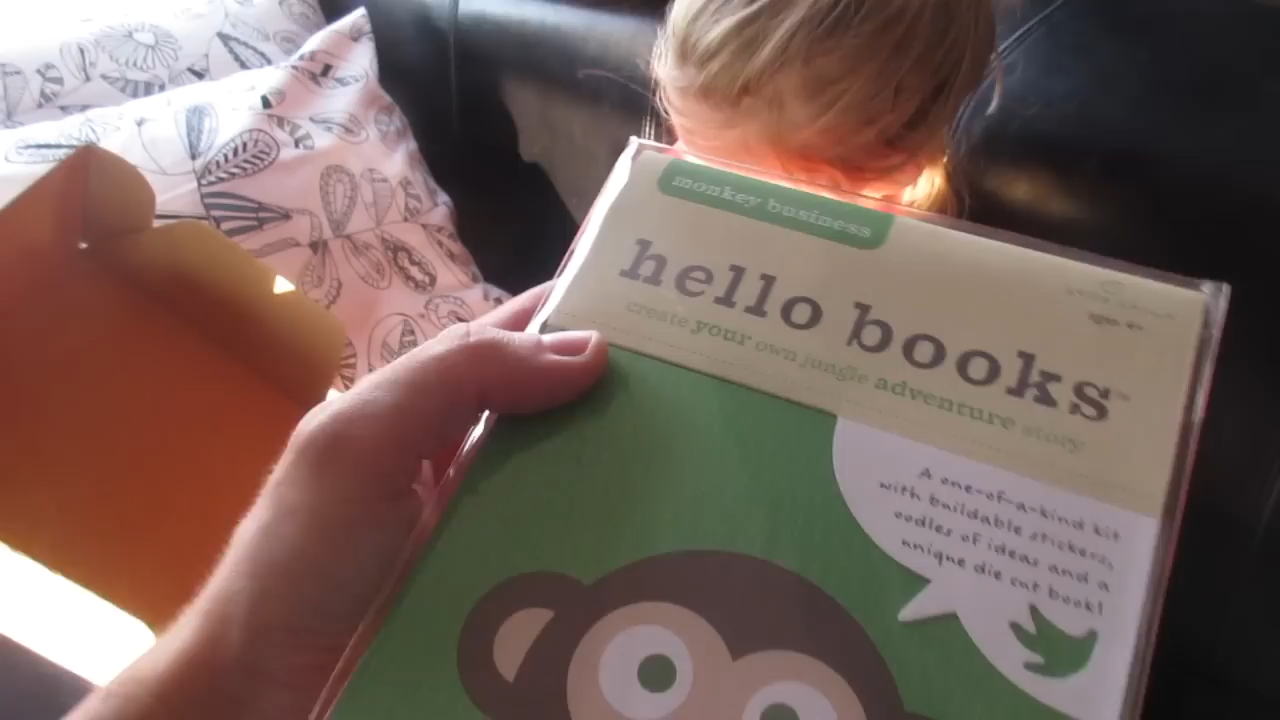 monkey business
hello books™
create your own jungle adventure story
A one-of-a-kind kit
with buildable stickers,
oodles of ideas and a
unique die cut book!